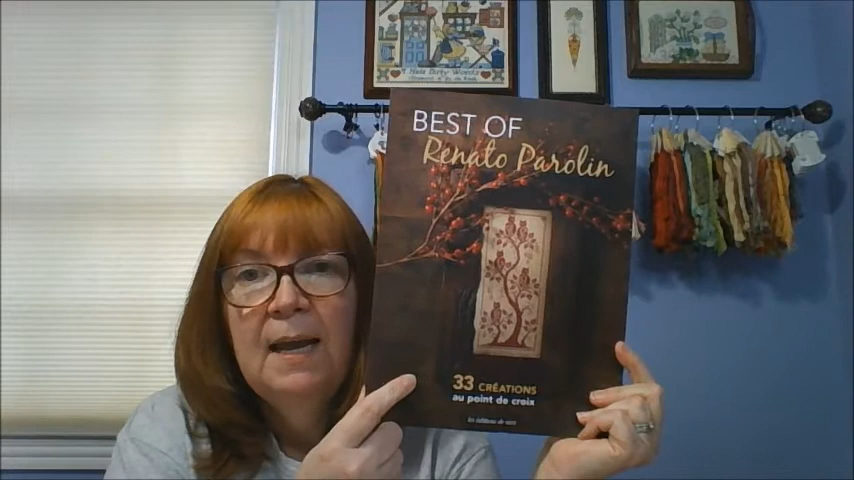 BEST OF
Renato Parolin
33 CRÉATIONS
au point de croix